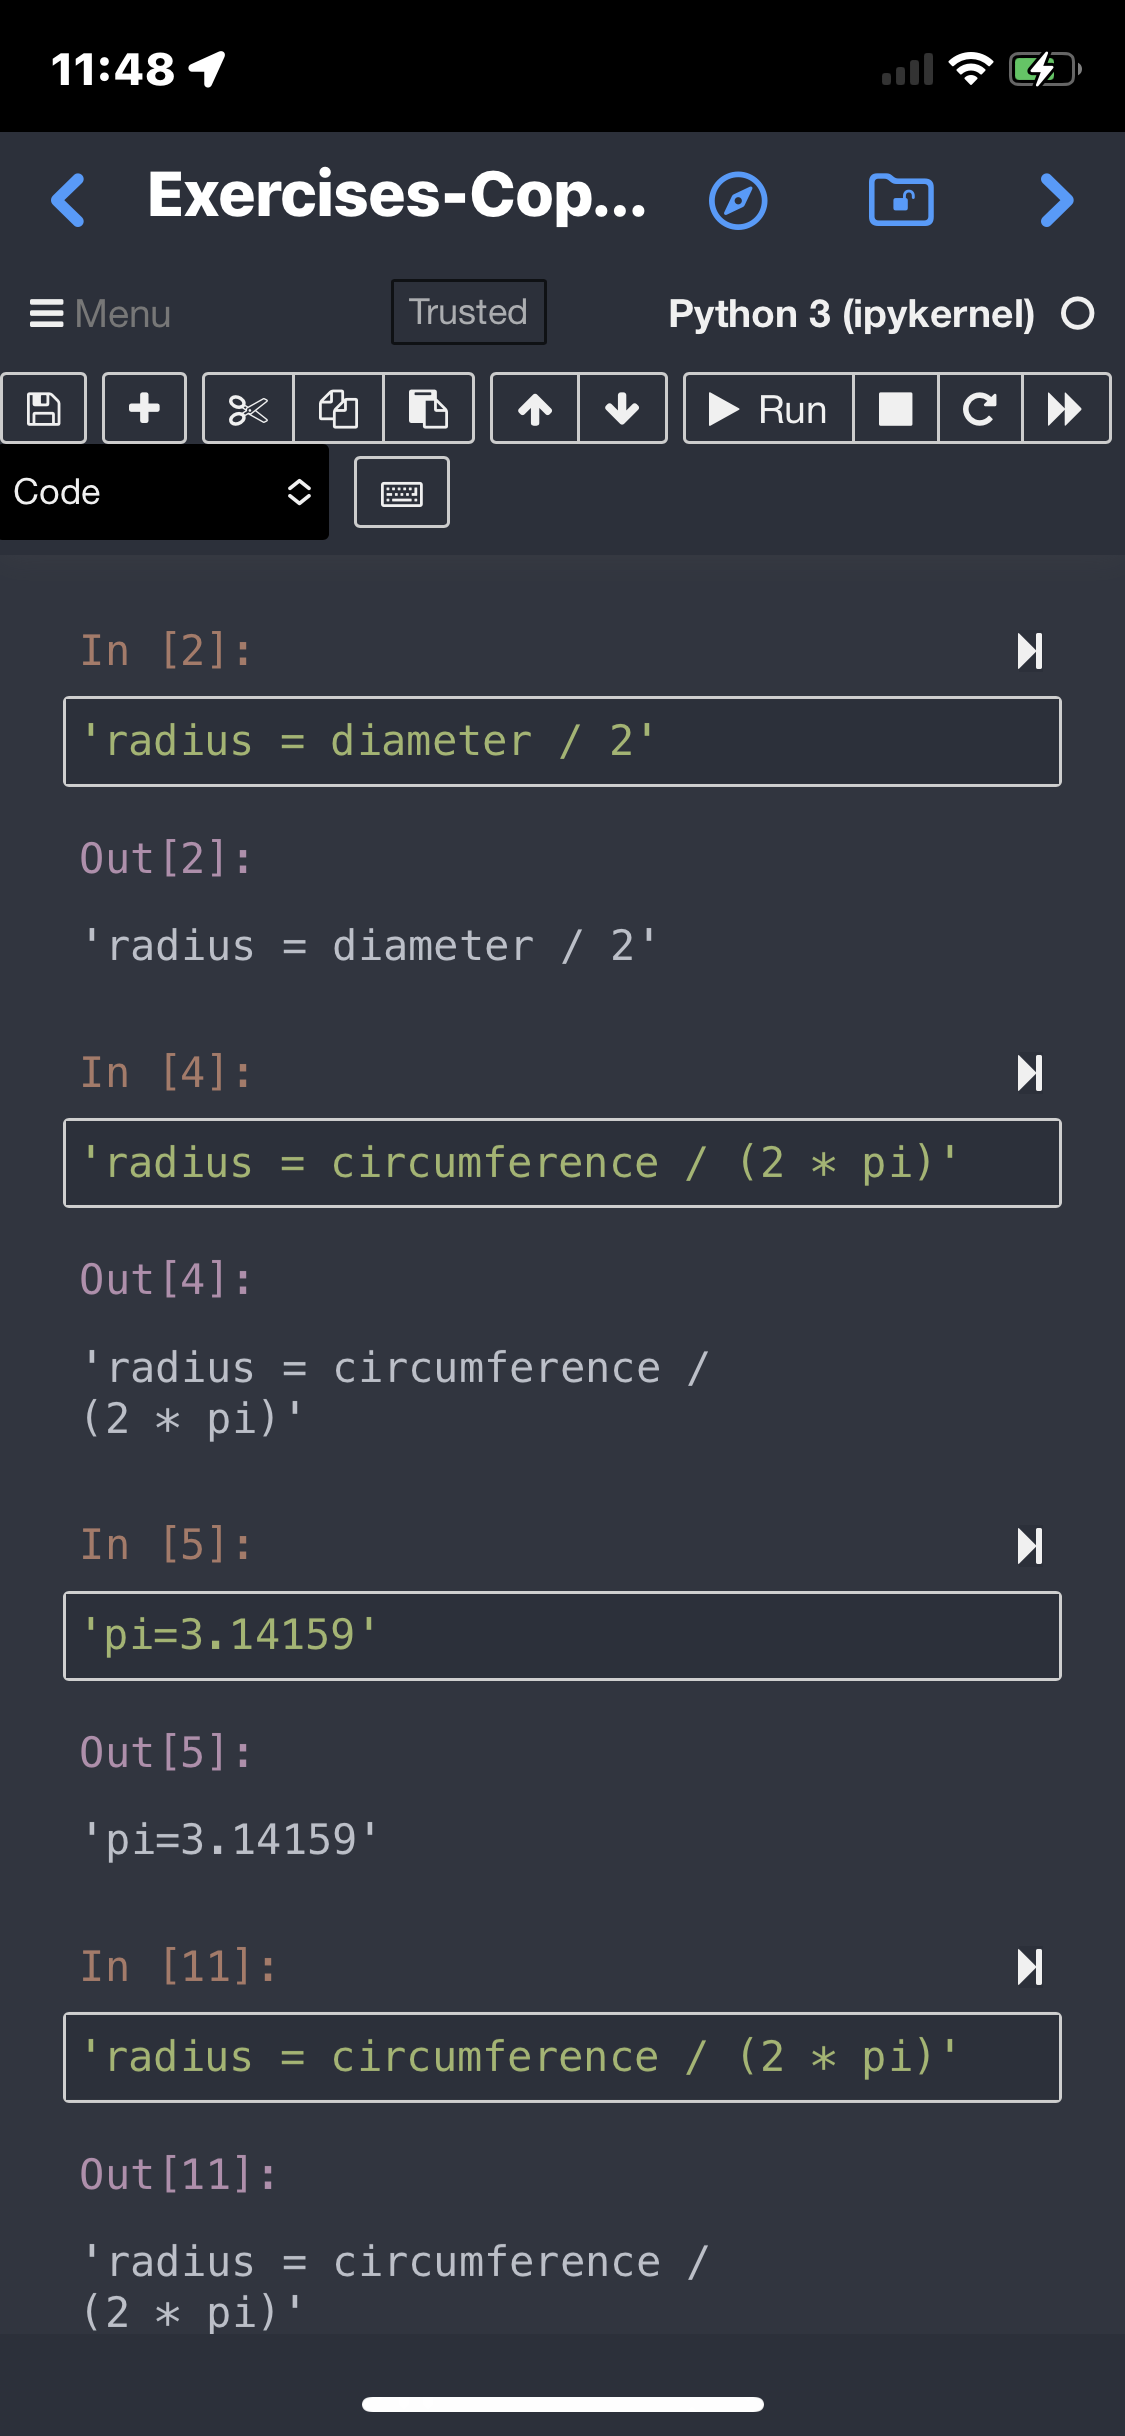 11:48
Exercises-Cop...
Menu
Trusted
Python 3 (ipykernel)
Run
Code
In [2]:
'radius = diameter / 2'
Out[2]:
'radius = diameter / 2'
In [4]:
'radius = circumference / (2 * pi)'
Out[4]:
'radius = circumference /
(2 * pi)'
In [5]:
'pi=3.14159'
Out[5]:
'pi=3.14159'
In [11]:
'radius = circumference / (2 * pi)'
Out[11]:
'radius = circumference /
(2 * pi)'